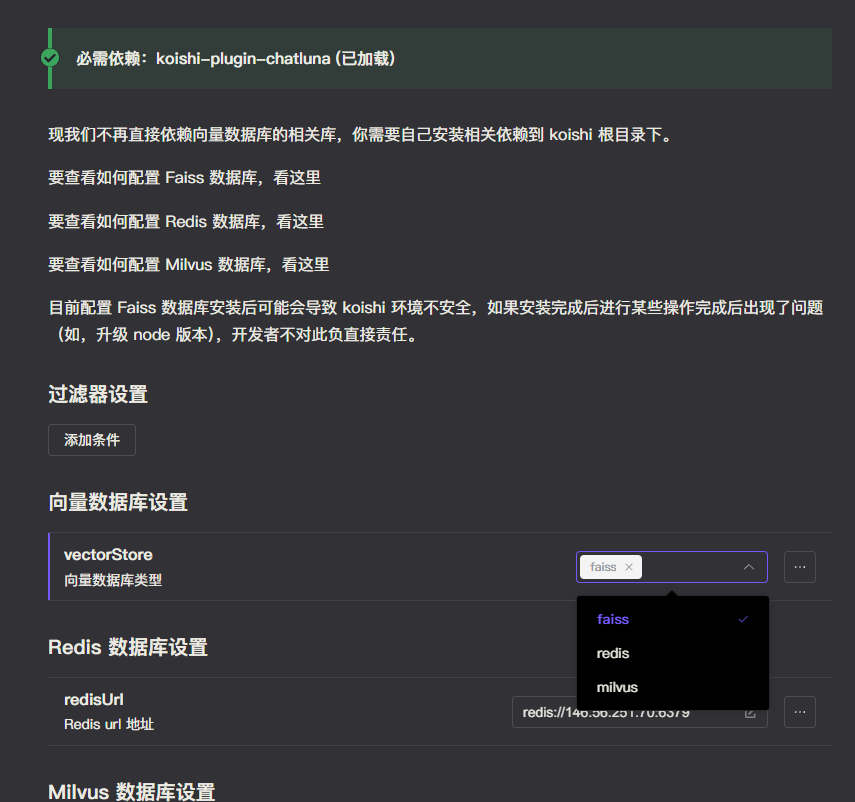 必需依赖：koishi-plugin-chatluna (已加载)
现我们不再直接依赖向量数据库的相关库，你需要自己安装相关依赖到 koishi 根目录下。
要查看如何配置 Faiss 数据库，看这里
要查看如何配置 Redis 数据库，看这里
要查看如何配置 Milvus 数据库，看这里
目前配置 Faiss 数据库安装后可能会导致 koishi 环境不安全，如果安装完成后进行某些操作完成后出现了问题
（如，升级 node 版本），开发者不对此负直接责任。
过滤器设置
添加条件
向量数据库设置
vectorStore
向量数据库类型
faiss
faiss
redis
milvus
Redis 数据库设置
redisUrl
Redis url 地址
redis://146.56.251.70:6379
Milvus 数据库设置